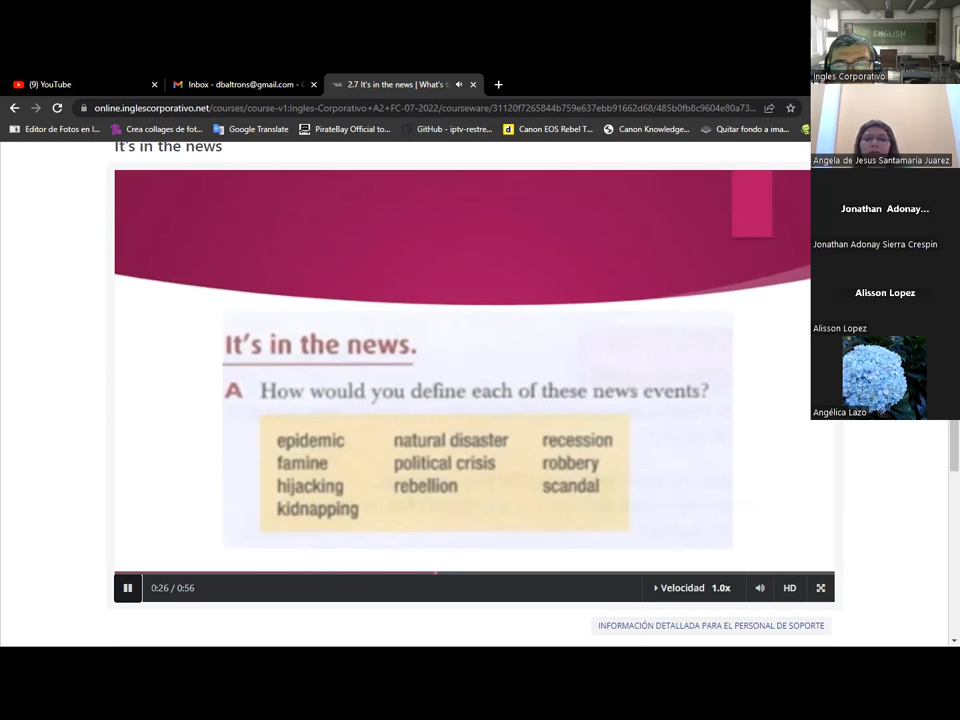 (9) YouTube
Inbox - dbaltrons@gmail.com -
2.7 It's in the news | What's
online.inglescorporativo.net/courses/course-v1:Ingles-Corporativo+A2+FC-07-2022/courseware/31120f7265844b759e637ebb91662d68/485b0fb8c9604e80a73...
Editor de Fotos en l...
Crea collages de fot...
Google Translate
PirateBay Official to...
GitHub - iptv-restre...
Canon EOS Rebel T...
Canon Knowledge...
Quitar fondo a ima...
It's in the news
It's in the news.
A How would you define each of these news events?
epidemic natural disaster recession
famine political crisis robbery
hijacking rebellion scandal
kidnapping
0:26 / 0:56
Velocidad 1.0x
HD
INFORMACIÓN DETALLADA PARA EL PERSONAL DE SOPORTE
ENGLISH
Ingles Corporativo
Angela de Jesus Santamaria Juarez
Jonathan Adonay...
Jonathan Adonay Sierra Crespin
Alisson Lopez
Alisson Lopez
Angélica Lazo